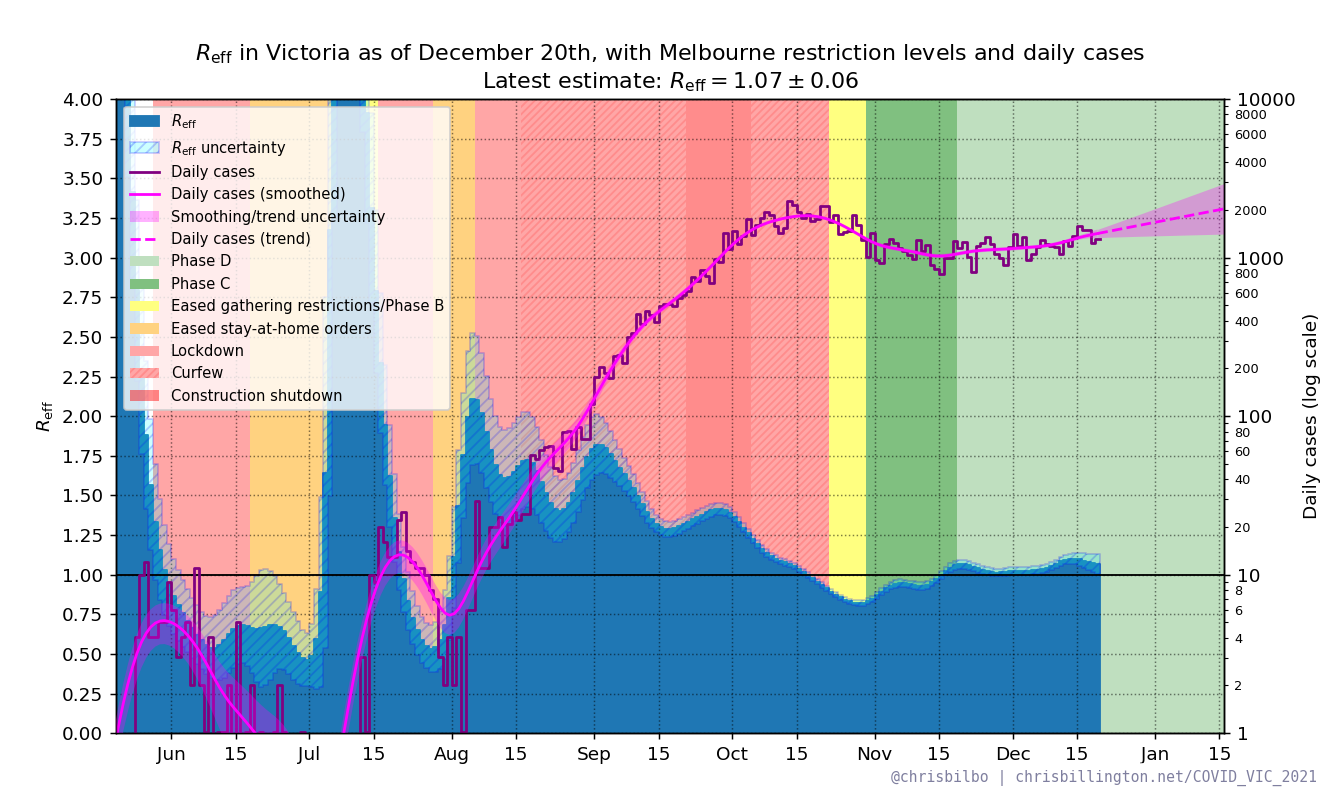 R_eff in Victoria as of December 20th, with Melbourne restriction levels and daily cases
Latest estimate: R_eff = 1.07 ± 0.06
R_eff
R_eff uncertainty
Daily cases
Daily cases (smoothed)
Smoothing/trend uncertainty
Daily cases (trend)
Phase D
Phase C
Eased gathering restrictions/Phase B
Eased stay-at-home orders
Lockdown
Curfew
Construction shutdown
R_eff
4.00
3.75
3.50
3.25
3.00
2.75
2.50
2.25
2.00
1.75
1.50
1.25
1.00
0.75
0.50
0.25
0.00
Jun 15 Jul 15 Aug 15 Sep 15 Oct 15 Nov 15 Dec 15 Jan 15
10000
8000
6000
4000
2000
1000
800
600
400
200
100
80
60
40
20
10
8
6
4
2
1
Daily cases (log scale)
@chrisbilbo | chrisbillington.net/COVID_VIC_2021